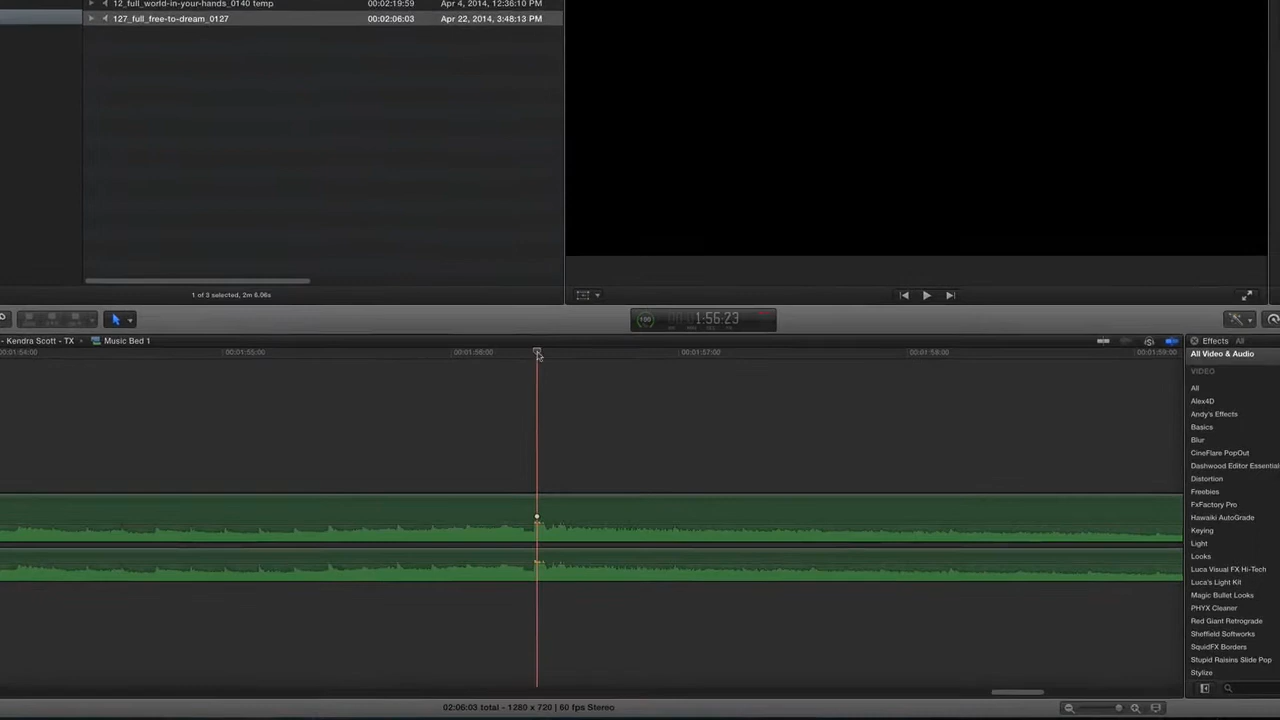 12_full_world-in-your-hands_0140 temp 00:02:19:59 Apr 4, 2014, 12:36:10 PM
127_full_free-to-dream_0127 00:02:06:03 Apr 22, 2014, 3:48:13 PM
1 of 3 selected, 2m 6.06s
100 1:56:23
- Kendra Scott - TX Music Bed 1
Effects All
00:01:54:00 00:01:55:00 00:01:56:00 00:01:57:00 00:01:58:00 00:01:59:00
All Video & Audio
VIDEO
All
Alex4D
Andy's Effects
Basics
Blur
CineFlare PopOut
Dashwood Editor Essential
Distortion
Freebies
FxFactory Pro
Hawaiki AutoGrade
Keying
Light
Looks
Luca Visual FX Hi-Tech
Luca's Light Kit
Magic Bullet Looks
PHYX Cleaner
Red Giant Retrograde
Sheffield Softworks
SquidFX Borders
Stupid Raisins Slide Pop
Stylize
02:06:03 total - 1280 x 720 | 60 fps Stereo